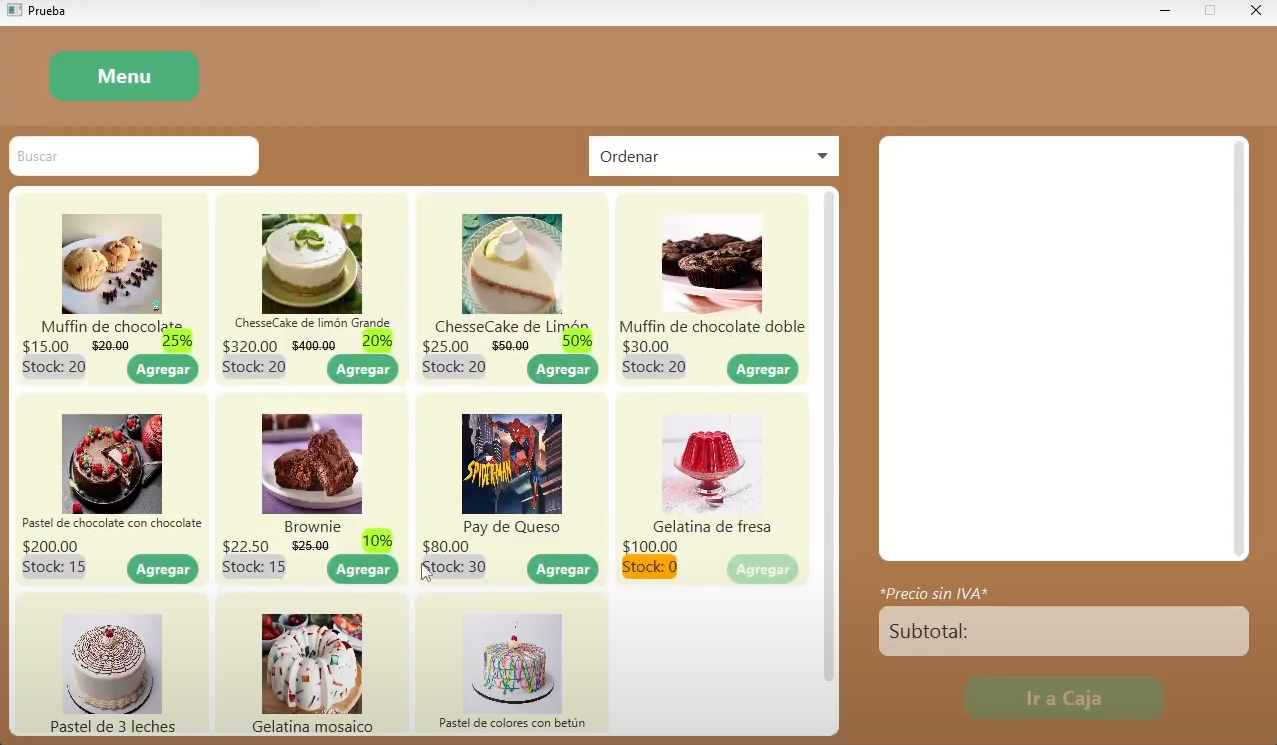 Prueba
Menu
Buscar
Ordenar
Muffin de chocolate
25%
$15.00 $20.00
Stock: 20
Agregar
ChesseCake de limón Grande
20%
$320.00 $400.00
Stock: 20
Agregar
ChesseCake de Limón
50%
$25.00 $50.00
Stock: 20
Agregar
Muffin de chocolate doble
$30.00
Stock: 20
Agregar
Pastel de chocolate con chocolate
$200.00
Stock: 15
Agregar
Brownie
10%
$22.50 $25.00
Stock: 15
Agregar
SPIDER-MAN
Pay de Queso
$80.00
Stock: 30
Agregar
Gelatina de fresa
$100.00
Stock: 0
Agregar
Pastel de 3 leches
Gelatina mosaico
Pastel de colores con betún
*Precio sin IVA*
Subtotal:
Ir a Caja